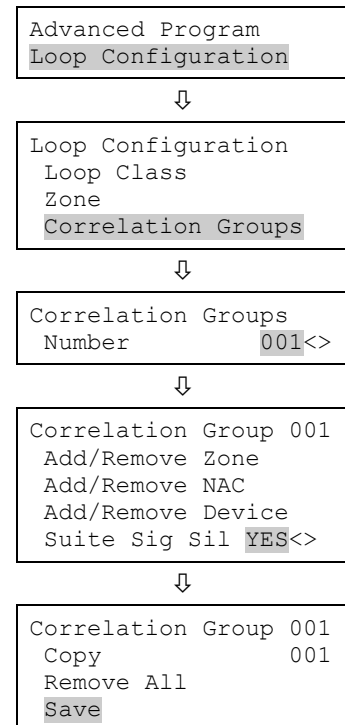 Advanced Program
Loop Configuration
⇩
Loop Configuration
Loop Class
Zone
Correlation Groups
⇩
Correlation Groups
Number 001<>
⇩
Correlation Group 001
Add/Remove Zone
Add/Remove NAC
Add/Remove Device
Suite Sig Sil YES<>
⇩
Correlation Group 001
Copy 001
Remove All
Save